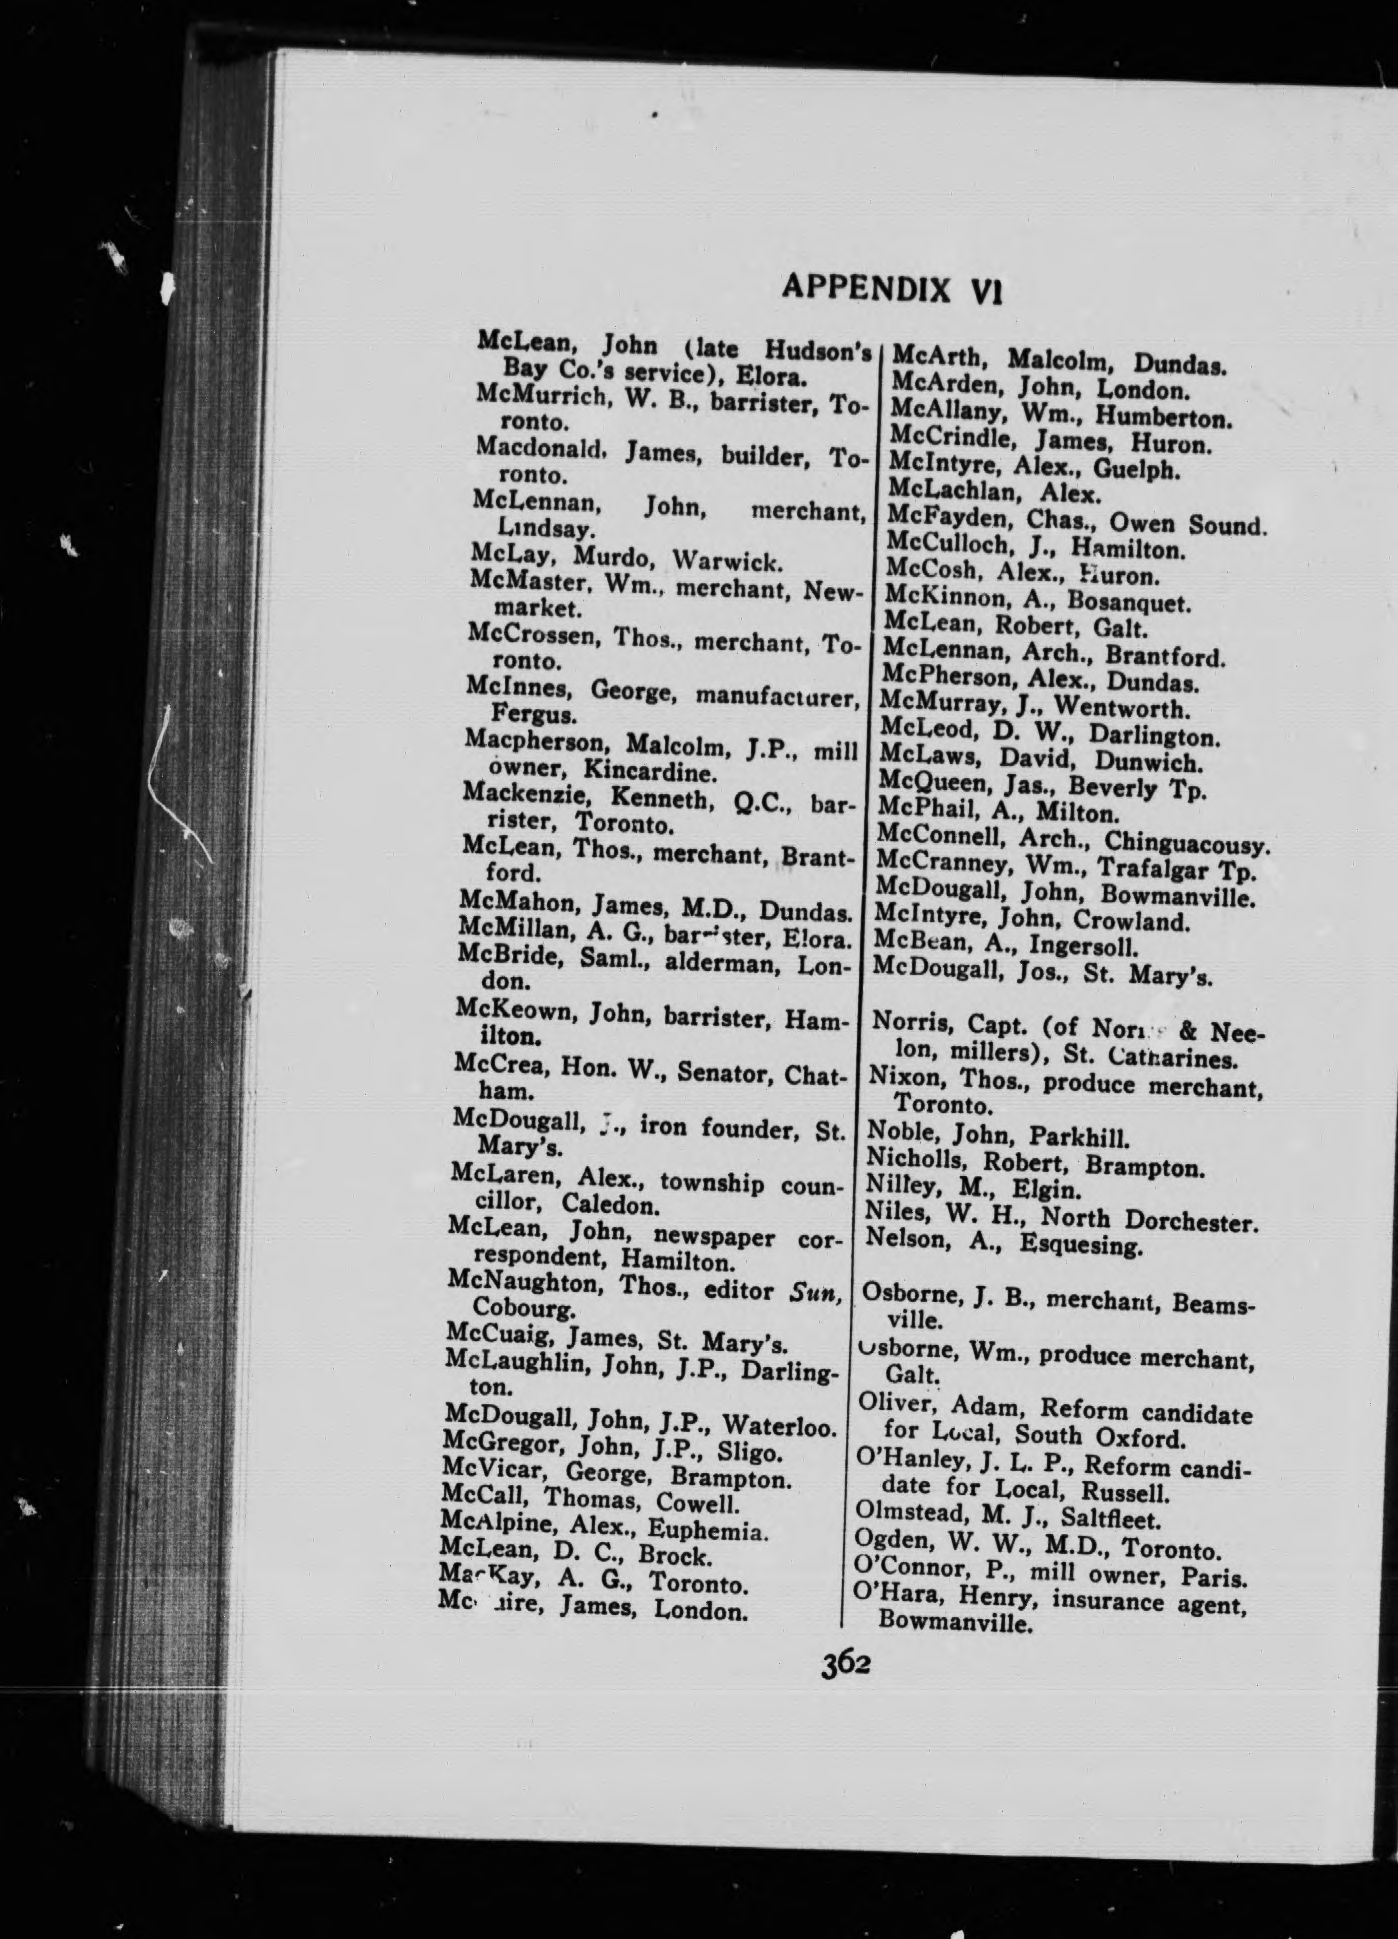 APPENDIX VI
McLean, John (late Hudson's
Bay Co.'s service), Elora.
McMurrich, W. B., barrister, To-
ronto.
Macdonald, James, builder, To-
ronto.
McLennan, John, merchant,
Lindsay.
McLay, Murdo, Warwick.
McMaster, Wm., merchant, New-
market.
McCrossen, Thos., merchant, To-
ronto.
McInnes, George, manufacturer,
Fergus.
Macpherson, Malcolm, J.P., mill
owner, Kincardine.
Mackenzie, Kenneth, Q.C., bar-
rister, Toronto.
McLean, Thos., merchant, Brant-
ford.
McMahon, James, M.D., Dundas.
McMillan, A. G., barrister, Elora.
McBride, Saml., alderman, Lon-
don.
McKeown, John, barrister, Ham-
ilton.
McCrea, Hon. W., Senator, Chat-
ham.
McDougall, J., iron founder, St.
Mary's.
McLaren, Alex., township coun-
cillor, Caledon.
McLean, John, newspaper cor-
respondent, Hamilton.
McNaughton, Thos., editor Sun,
Cobourg.
McCuaig, James, St. Mary's.
McLaughlin, John, J.P., Darling-
ton.
McDougall, John, J.P., Waterloo.
McGregor, John, J.P., Sligo.
McVicar, George, Brampton.
McCall, Thomas, Cowell.
McAlpine, Alex., Euphemia.
McLean, D. C., Brock.
MacKay, A. G., Toronto.
James, London.
McArth, Malcolm, Dundas.
McArden, John, London.
McAllany, Wm., Humberton.
McCrindle, James, Huron.
McIntyre, Alex., Guelph.
McLachlan, Alex.
McFayden, Chas., Owen Sound.
McCulloch, J., Hamilton.
McCosh, Alex., Huron.
McKinnon, A., Bosanquet.
McLean, Robert, Galt.
McLennan, Arch., Brantford.
McPherson, Alex., Dundas.
McMurray, J., Wentworth.
McLeod, D. W., Darlington.
McLaws, David, Dunwich.
McQueen, Jas., Beverly Tp.
McPhail, A., Milton.
McConnell, Arch., Chinguacousy.
McCranney, Wm., Trafalgar Tp.
McDougall, John, Bowmanville.
McIntyre, John, Crowland.
McBean, A., Ingersoll.
McDougall, Jos., St. Mary's.
Norris, Capt. (of Norris & Nee-
lon, millers), St. Catharines.
Nixon, Thos., produce merchant,
Toronto.
Noble, John, Parkhill.
Nicholls, Robert, Brampton.
Nilley, M., Elgin.
Niles, W. H., North Dorchester.
Nelson, A., Esquesing.
Osborne, J. B., merchant, Beams-
ville.
Osborne, Wm., produce merchant,
Galt.
Oliver, Adam, Reform candidate
for Local, South Oxford.
O'Hanley, J. L. P., Reform candi-
date for Local, Russell.
Olmstead, M. J., Saltfleet.
Ogden, W. W., M.D., Toronto.
O'Connor, P., mill owner, Paris.
O'Hara, Henry, insurance agent,
Bowmanville.
362